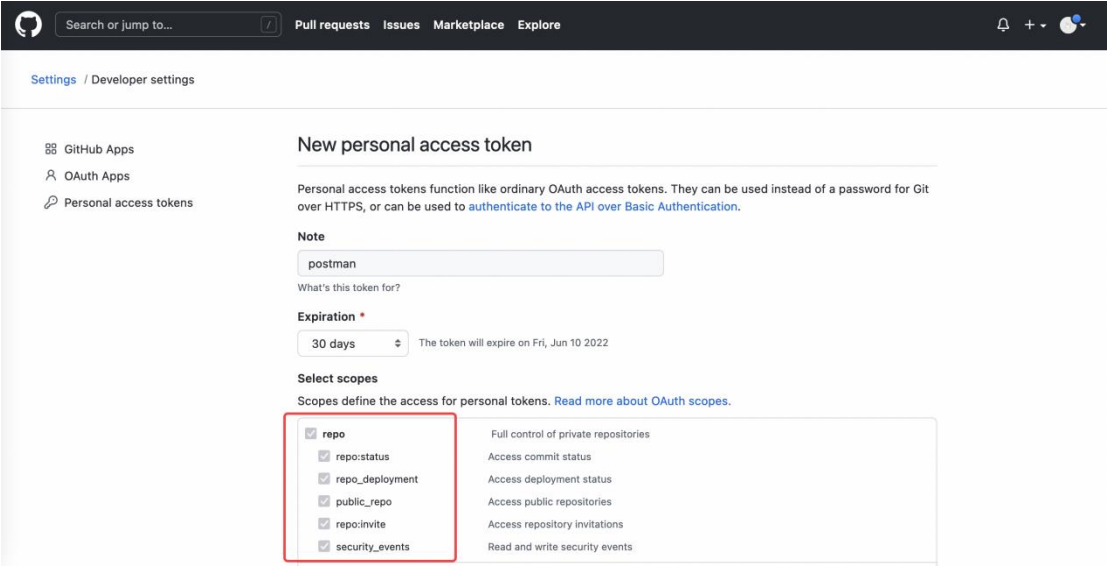 Search or jump to... /
Pull requests Issues Marketplace Explore
Settings / Developer settings
GitHub Apps
OAuth Apps
Personal access tokens
New personal access token
Personal access tokens function like ordinary OAuth access tokens. They can be used instead of a password for Git
over HTTPS, or can be used to authenticate to the API over Basic Authentication.
Note
postman
What's this token for?
Expiration *
30 days The token will expire on Fri, Jun 10 2022
Select scopes
Scopes define the access for personal tokens. Read more about OAuth scopes.
repo Full control of private repositories
repo:status Access commit status
repo_deployment Access deployment status
public_repo Access public repositories
repo:invite Access repository invitations
security_events Read and write security events